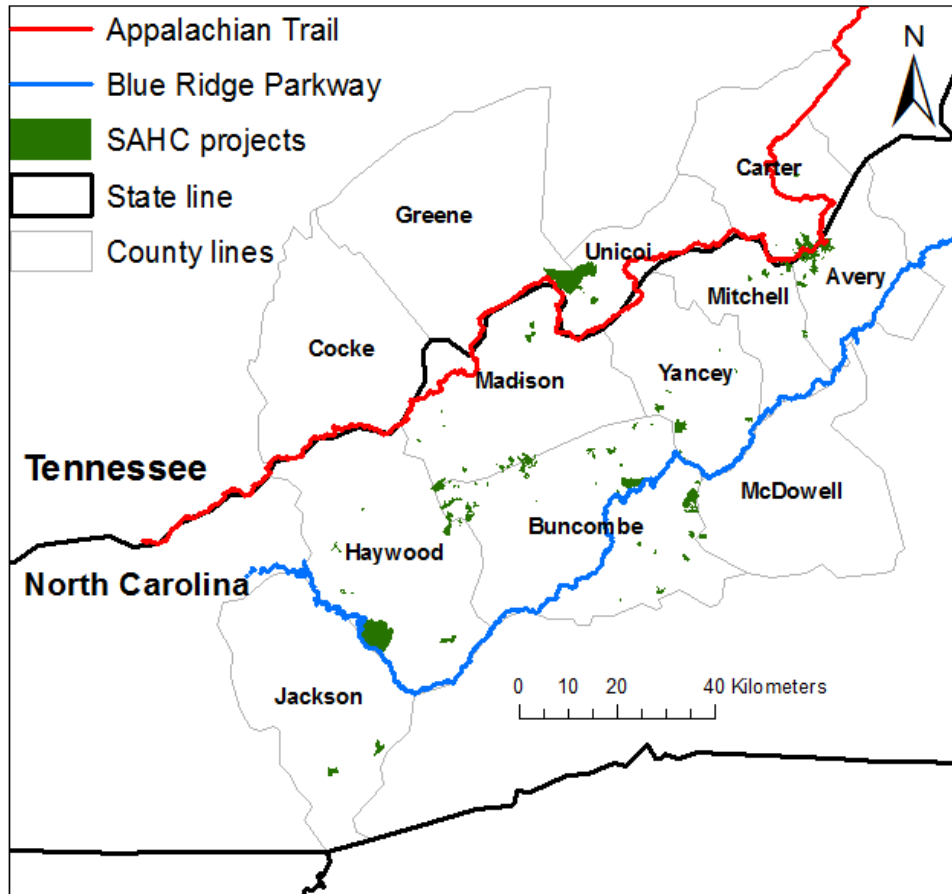 Appalachian Trail
Blue Ridge Parkway
SAHC projects
State line
County lines
N
Carter
Greene
Unicoi
Avery
Mitchell
Cocke
Madison
Yancey
Tennessee
McDowell
Buncombe
Haywood
North Carolina
Jackson
0 10 20 40 Kilometers